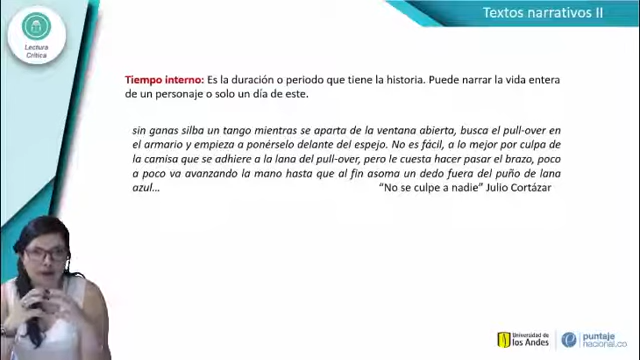 Textos narrativos II
Lectura
Crítica
Tiempo interno: Es la duración o periodo que tiene la historia. Puede narrar la vida entera
de un personaje o solo un día de este.
sin ganas silba un tango mientras se aparta de la ventana abierta, busca el pull-over en
el armario y empieza a ponérselo delante del espejo. No es fácil, a lo mejor por culpa de
la camisa que se adhiere a la lana del pull-over, pero le cuesta hacer pasar el brazo, poco
a poco va avanzando la mano hasta que al fin asoma un dedo fuera del puño de lana
azul... “No se culpe a nadie” Julio Cortázar
Universidad de
los Andes
puntaje
nacional.co